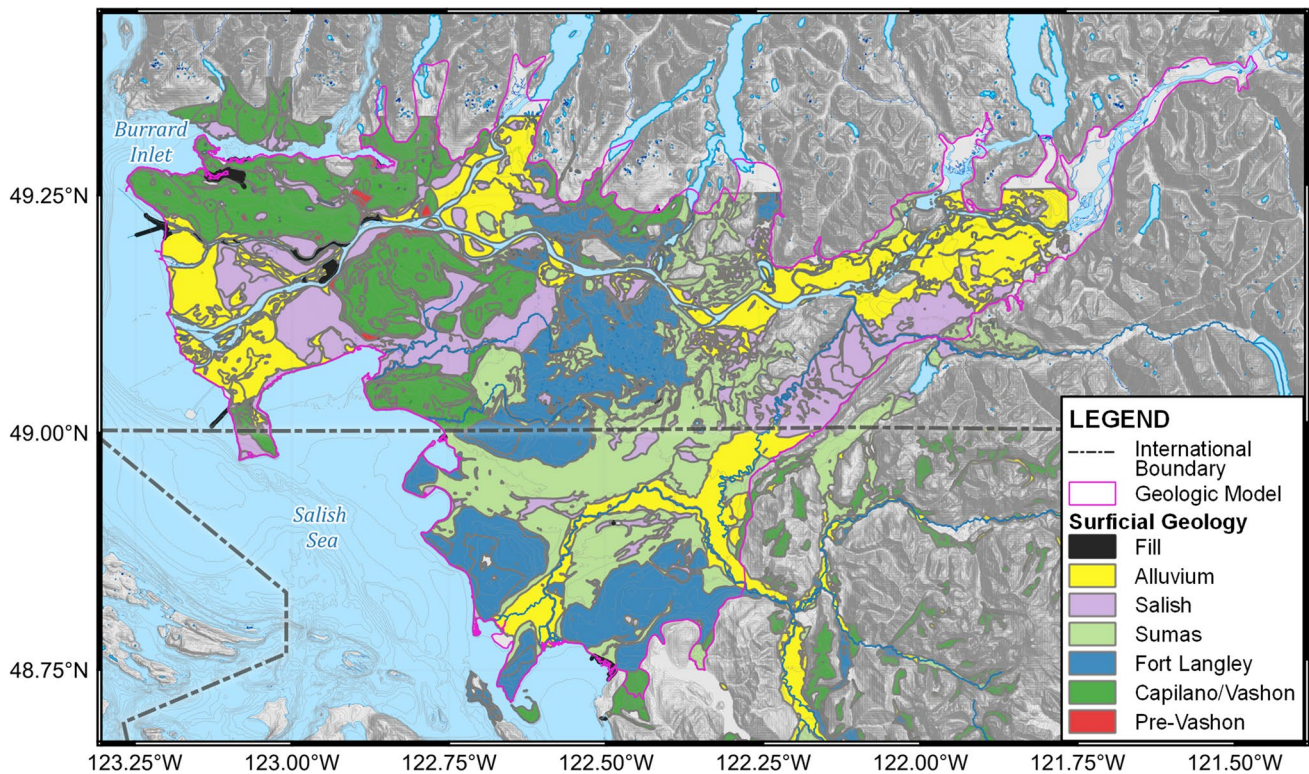 Burrard
Inlet
49.25°N
49.00°N
48.75°N
Salish
Sea
LEGEND
International
Boundary
Geologic Model
Surficial Geology
Fill
Alluvium
Salish
Sumas
Fort Langley
Capilano/Vashon
Pre-Vashon
123.25°W 123.00°W 122.75°W 122.50°W 122.25°W 122.00°W 121.75°W 121.50°W